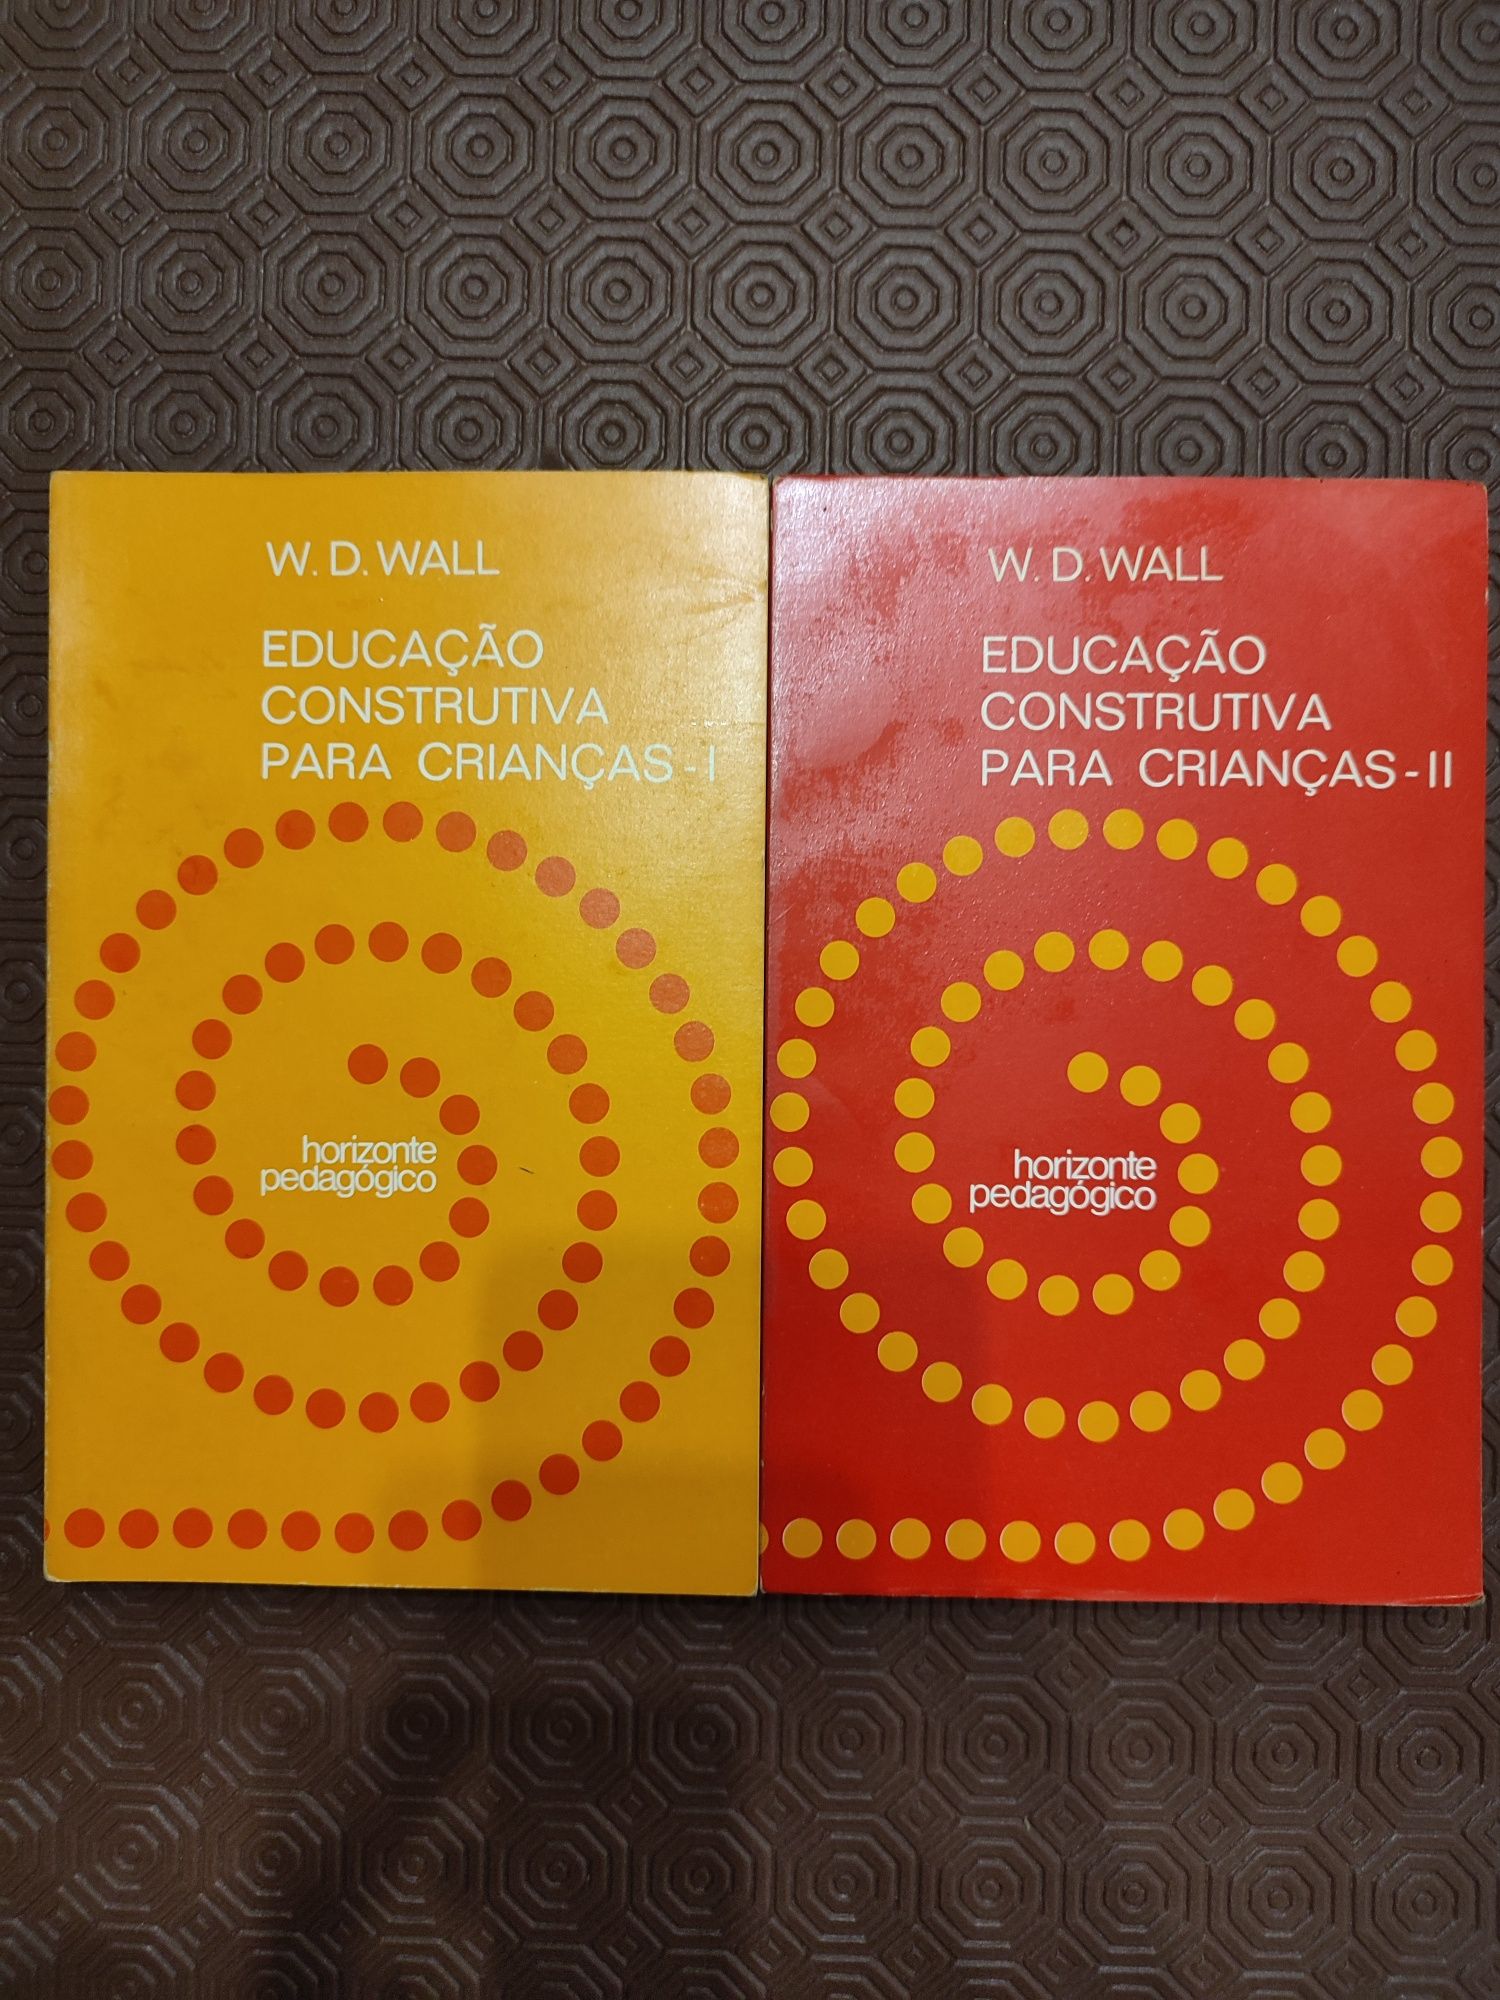 W. D. WALL
EDUCAÇÃO
CONSTRUTIVA
PARA CRIANÇAS - I
horizonte
pedagógico
W. D. WALL
EDUCAÇÃO
CONSTRUTIVA
PARA CRIANÇAS - II
horizonte
pedagógico